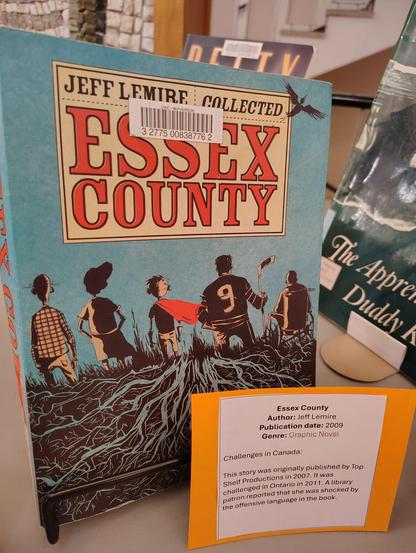 JEFF LEMIRE COLLECTED
3 2775 00838776 2
ESSEX
COUNTY
9
The Appre
Duddy K
Essex County
Author: Jeff Lemire
Publication date: 2009
Genre: Graphic Novel
Challenges in Canada:
This story was originally published by Top
Shelf Productions in 2007. It was
challenged in Ontario in 2011. A library
patron reported that she was shocked by
the offensive language in the book.